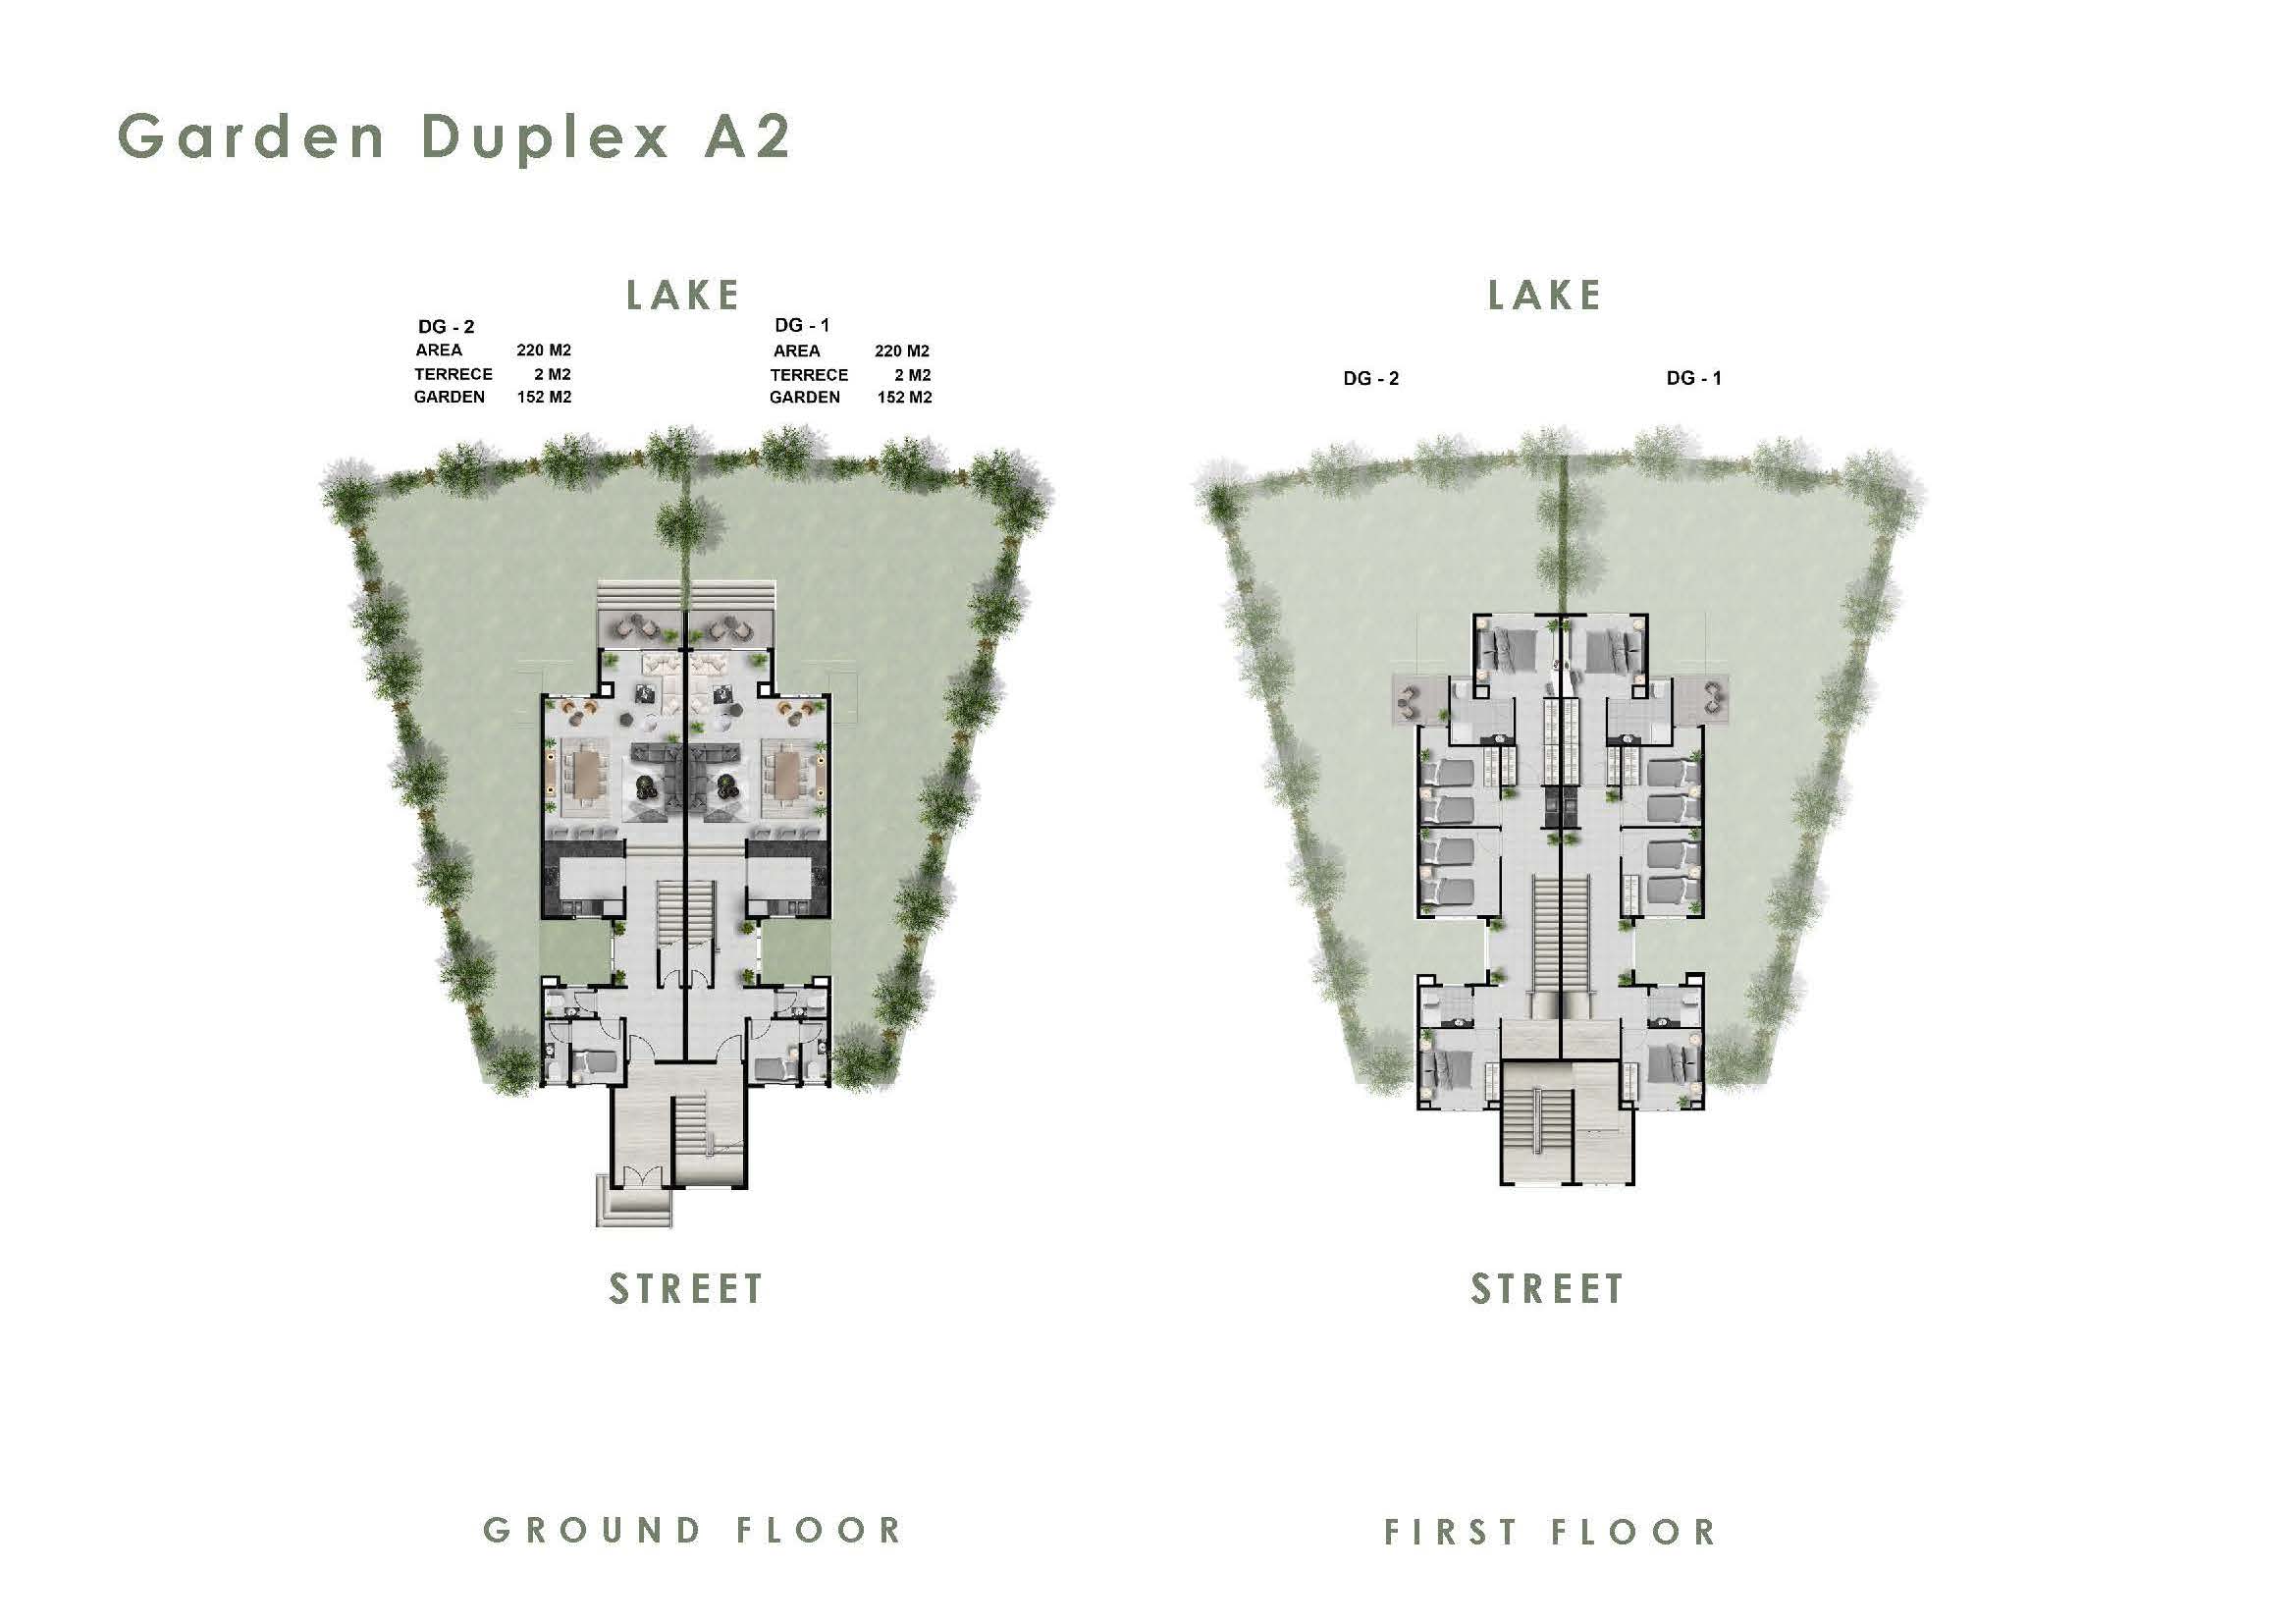 Garden Duplex A2
LAKE
DG - 2
AREA 220 M2
TERRECE 2 M2
GARDEN 152 M2
DG - 1
AREA 220 M2
TERRECE 2 M2
GARDEN 152 M2
STREET
GROUND FLOOR
LAKE
DG - 2
DG - 1
STREET
FIRST FLOOR